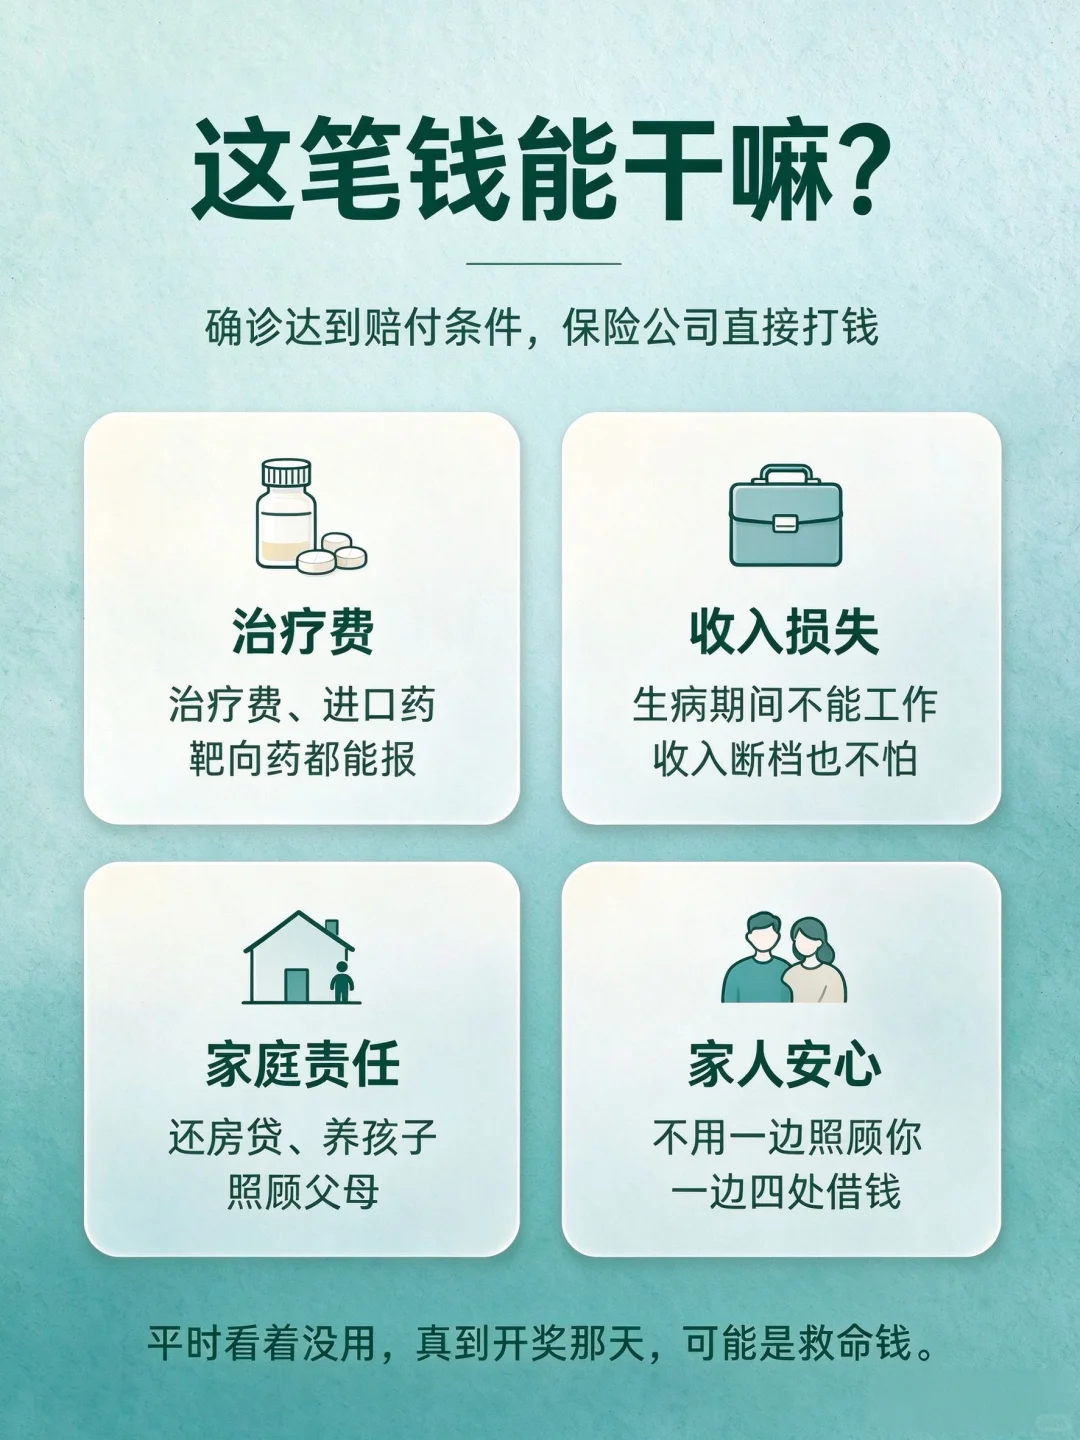 这笔钱能干嘛？
确诊达到赔付条件，保险公司直接打钱
治疗费
治疗费、进口药
靶向药都能报
收入损失
生病期间不能工作
收入断档也不怕
家庭责任
还房贷、养孩子
照顾父母
家人安心
不用一边照顾你
一边四处借钱
平时看着没用，真到开奖那天，可能是救命钱。